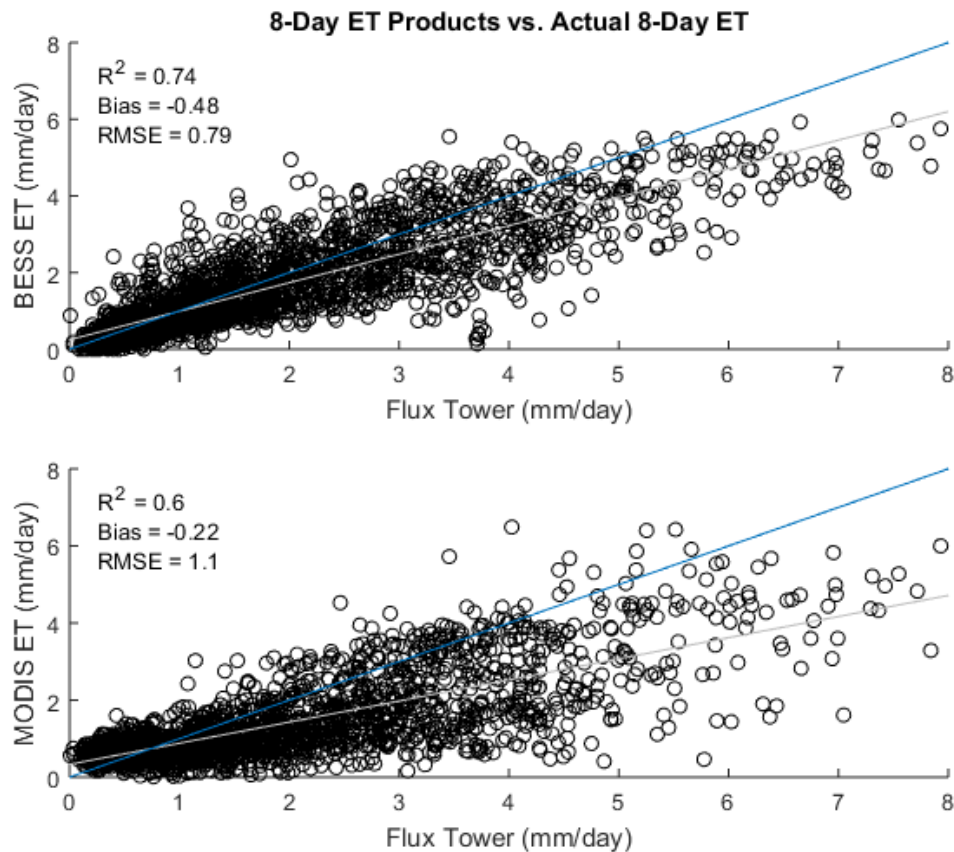 8-Day ET Products vs. Actual 8-Day ET
8
R² = 0.74
Bias = -0.48
6
RMSE = 0.79
4
2
0
BESS ET (mm/day)
0 1 2 3 4 5 6 7 8
Flux Tower (mm/day)
8
R² = 0.6
Bias = -0.22
6
RMSE = 1.1
4
2
0
MODIS ET (mm/day)
0 1 2 3 4 5 6 7 8
Flux Tower (mm/day)